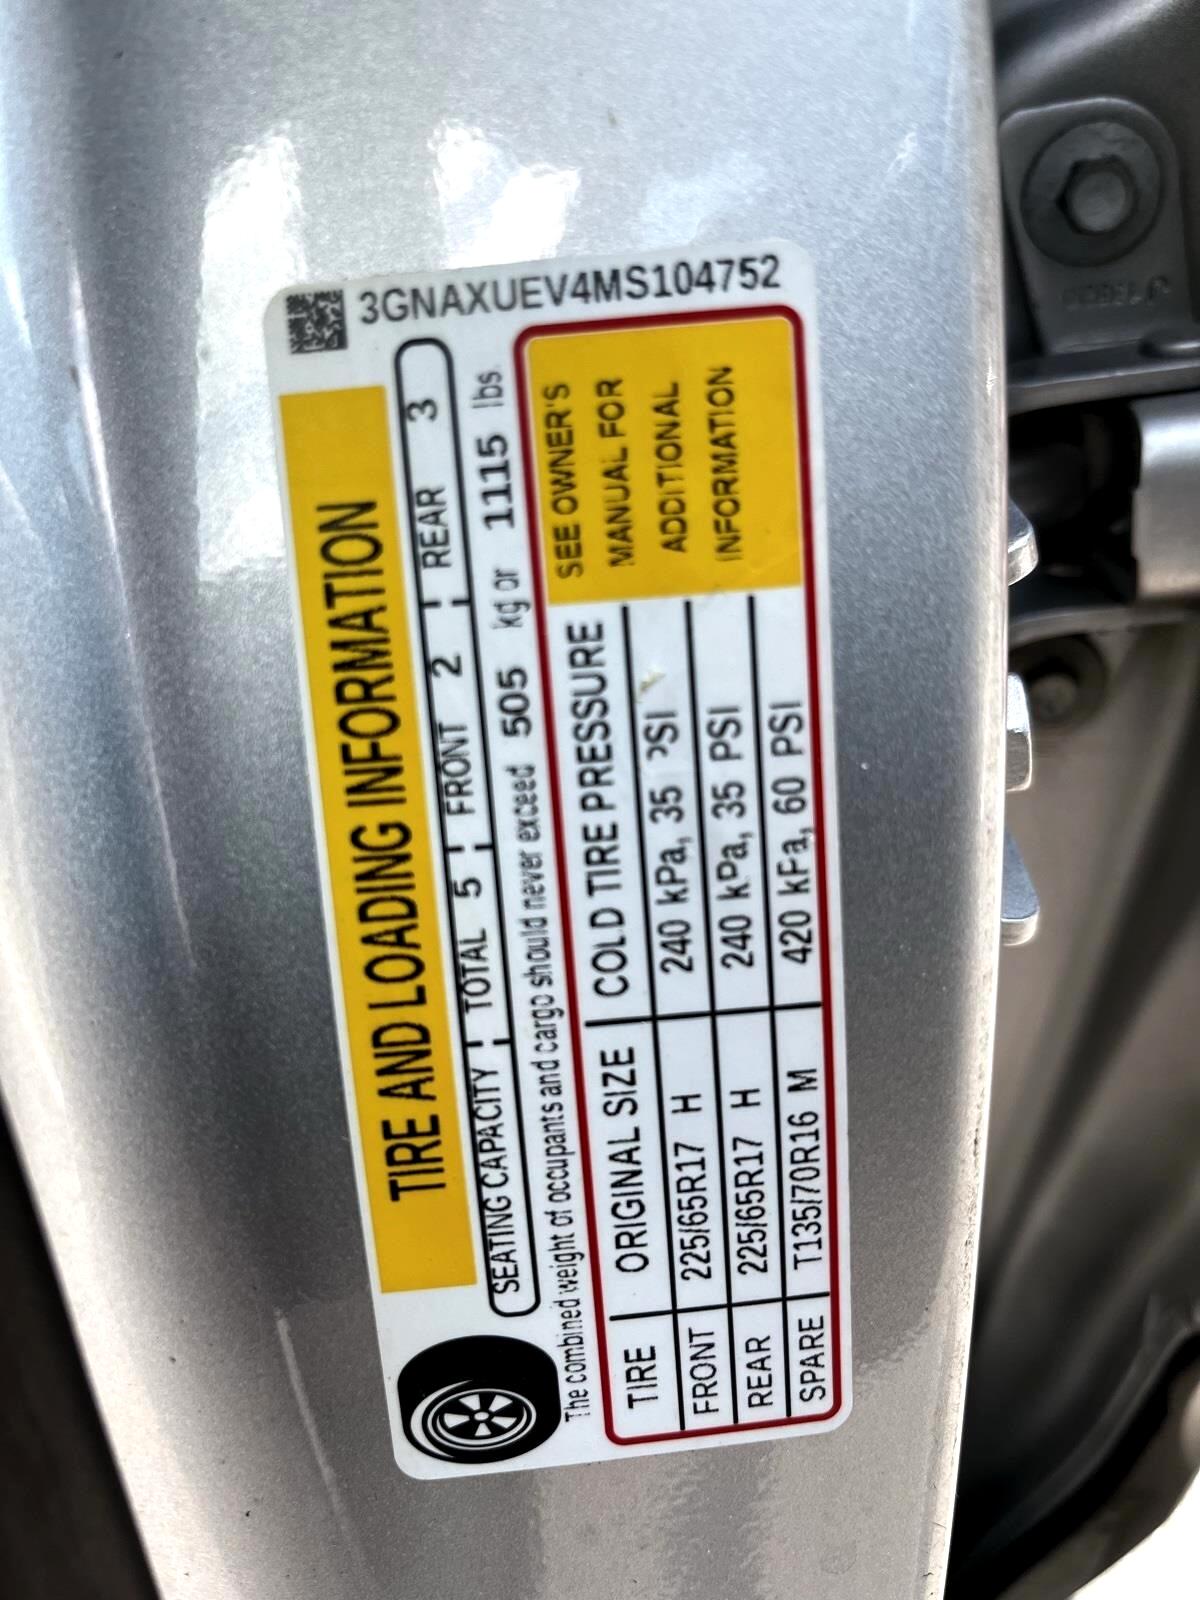 3GNAXUEV4MS104752
TIRE AND LOADING INFORMATION
SEATING CAPACITY TOTAL 5 FRONT 2 REAR 3
The combined weight of occupants and cargo should never exceed 505 kg or 1115 lbs
TIRE ORIGINAL SIZE COLD TIRE PRESSURE
FRONT 225/65R17 H 240 kPa, 35 PSI
REAR 225/65R17 H 240 kPa, 35 PSI
SPARE T135/70R16 M 420 kPa, 60 PSI
SEE OWNER'S
MANUAL FOR
ADDITIONAL
INFORMATION